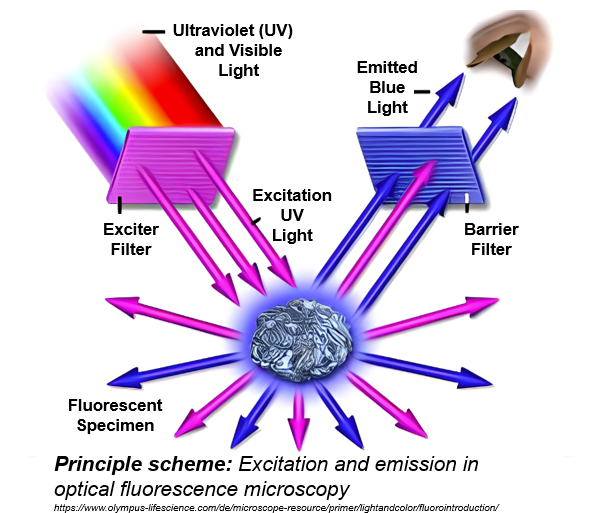 Ultraviolet (UV)
and Visible
Light
Emitted
Blue
Light
Excitation
UV
Light
Exciter
Filter
Barrier
Filter
Fluorescent
Specimen
Principle scheme: Excitation and emission in
optical fluorescence microscopy
https://www.olympus-lifescience.com/de/microscope-resource/primer/lightandcolor/fluorointroduction/